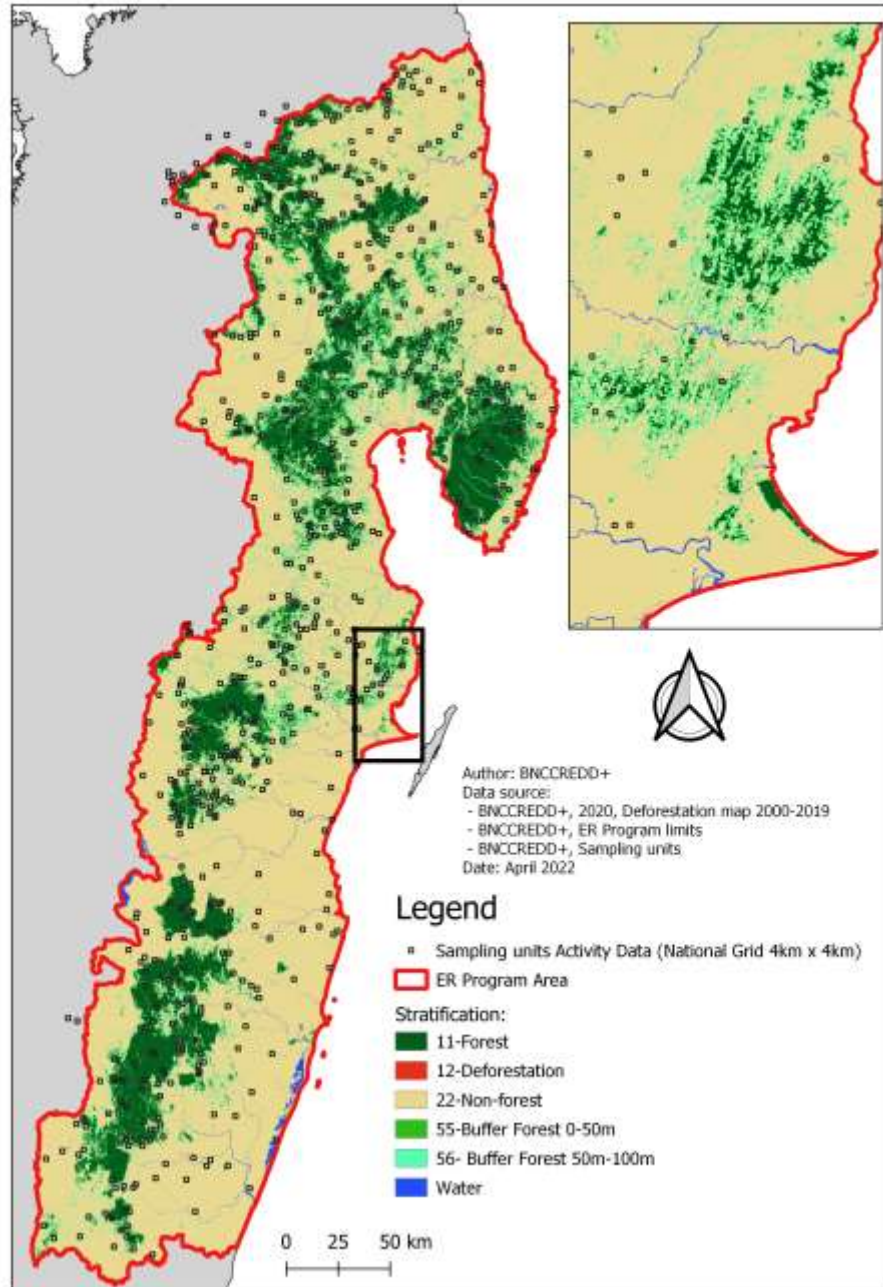 Author: BNCCREDD+
Data source:
- BNCCREDD+, 2020, Deforestation map 2000-2019
- BNCCREDD+, ER Program limits
- BNCCREDD+, Sampling units
Date: April 2022
Legend
Sampling units Activity Data (National Grid 4km x 4km)
ER Program Area
Stratification:
11-Forest
12-Deforestation
22-Non-forest
55-Buffer Forest 0-50m
56- Buffer Forest 50m-100m
Water
0 25 50 km